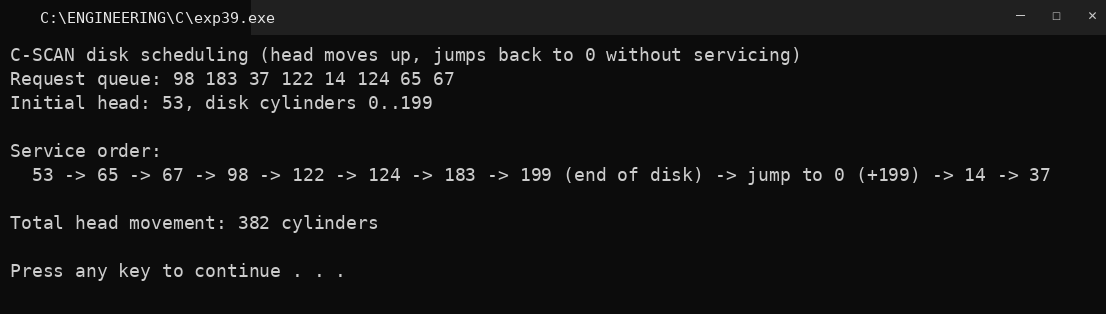 C:\ENGINEERING\C\exp39.exe
C-SCAN disk scheduling (head moves up, jumps back to 0 without servicing)
Request queue: 98 183 37 122 14 124 65 67
Initial head: 53, disk cylinders 0..199
Service order:
53 -> 65 -> 67 -> 98 -> 122 -> 124 -> 183 -> 199 (end of disk) -> jump to 0 (+199) -> 14 -> 37
Total head movement: 382 cylinders
Press any key to continue . . .